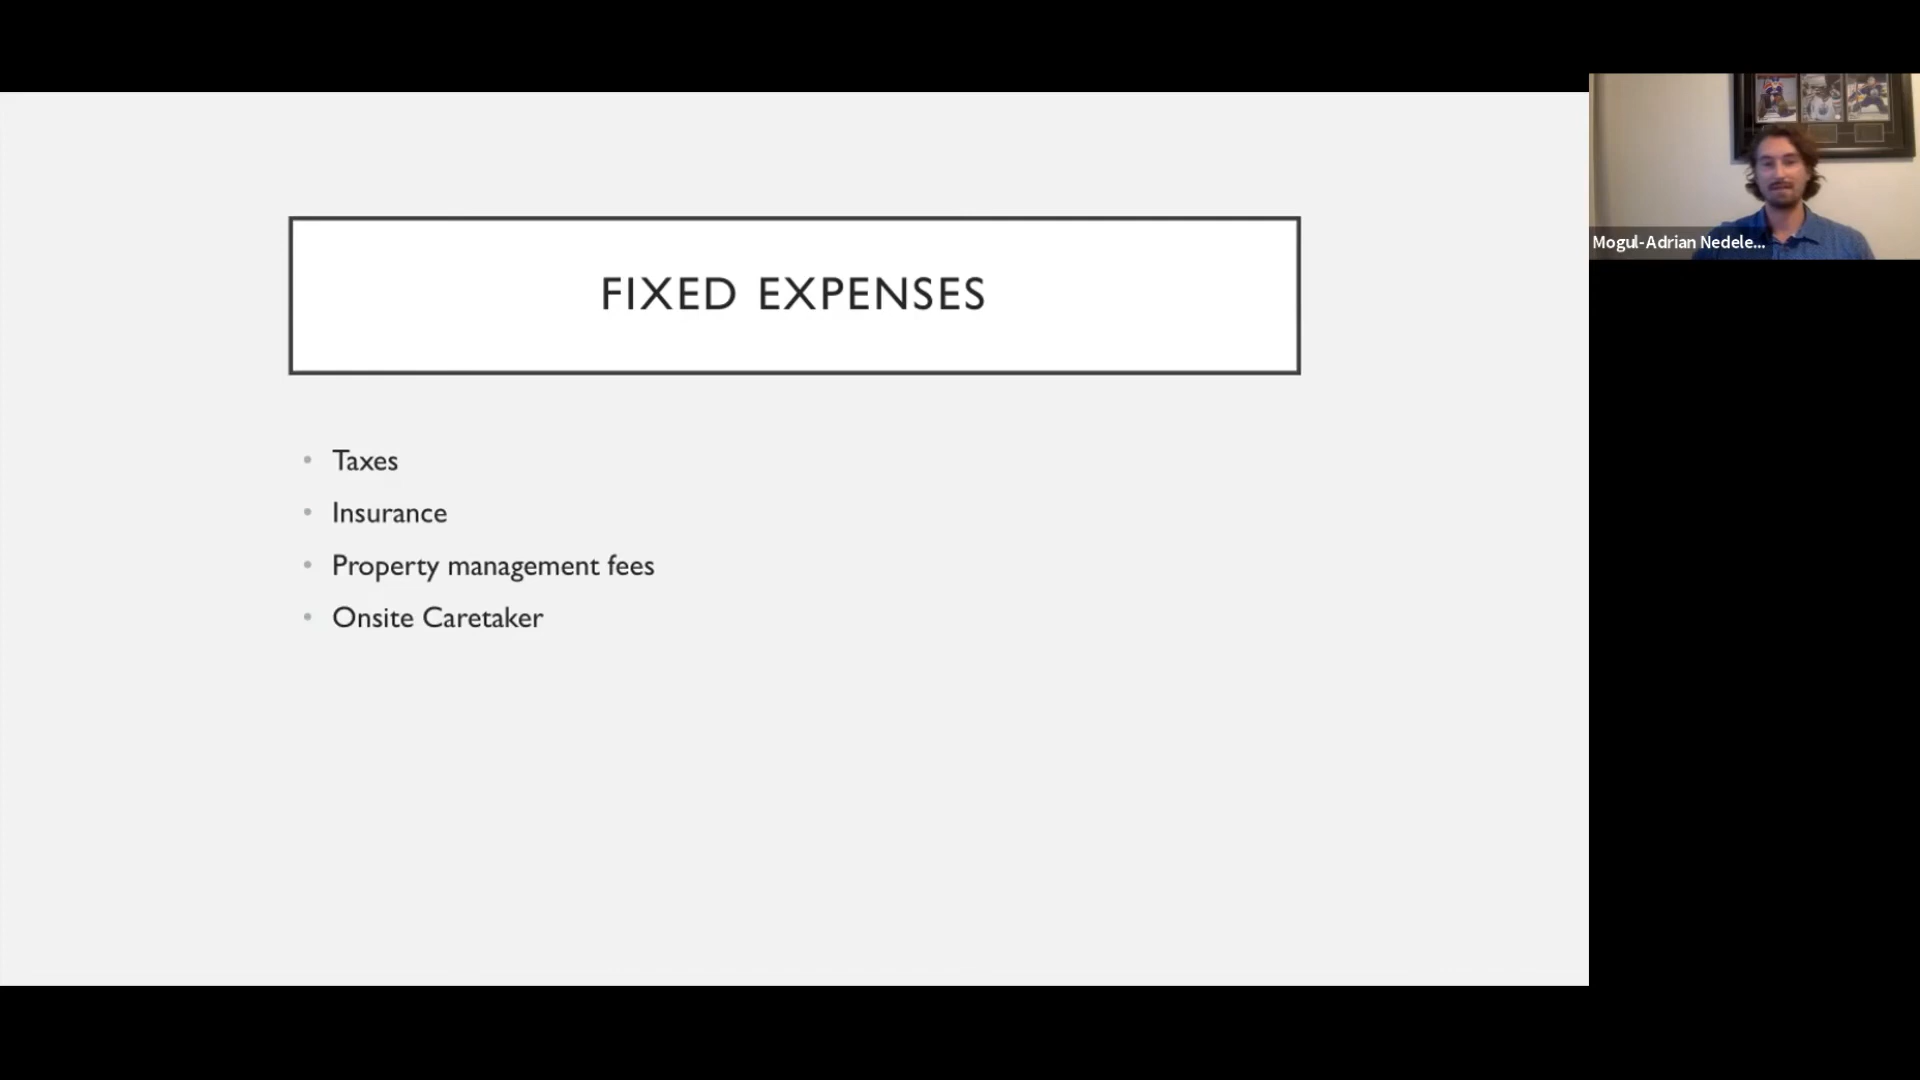 FIXED EXPENSES
• Taxes
• Insurance
• Property management fees
• Onsite Caretaker
Mogul-Adrian Nedele...